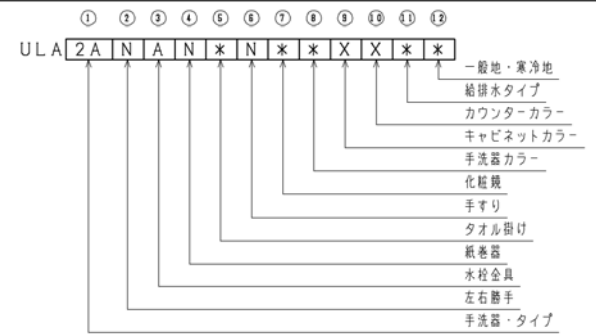 ① ② ③ ④ ⑤ ⑥ ⑦ ⑧ ⑨ ⑩ ⑪ ⑫
ULA 2A N A N * N * * X X * *
一般地・寒冷地
給排水タイプ
カウンターカラー
キャビネットカラー
手洗器カラー
化粧鏡
手すり
タオル掛け
紙巻器
水栓金具
左右勝手
手洗器・タイプ